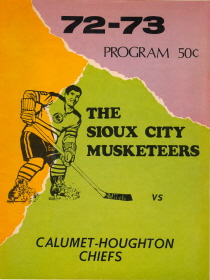 72-73
PROGRAM 50¢
THE
SIOUX CITY
MUSKETEERS
VS
CALUMET-HOUGHTON
CHIEFS